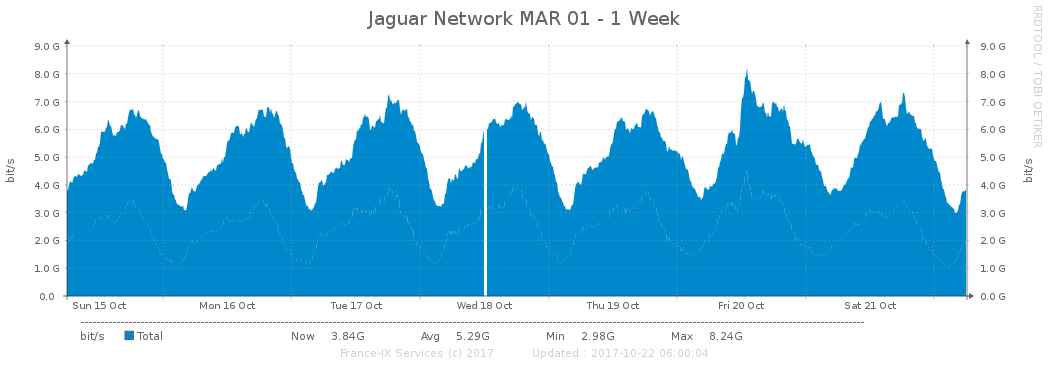 Jaguar Network MAR 01 - 1 Week
RRDTOOL / TOBI OETIKER
bit/s
9.0 G
8.0 G
7.0 G
6.0 G
5.0 G
4.0 G
3.0 G
2.0 G
1.0 G
0.0
9.0 G
8.0 G
7.0 G
6.0 G
5.0 G
4.0 G
3.0 G
2.0 G
1.0 G
0.0 G
bit/s
Sun 15 Oct Mon 16 Oct Tue 17 Oct Wed 18 Oct Thu 19 Oct Fri 20 Oct Sat 21 Oct
bit/s Total Now 3.84G Avg 5.29G Min 2.98G Max 8.24G
France-IX Services (c) 2017 Updated : 2017-10-22 06:00:04